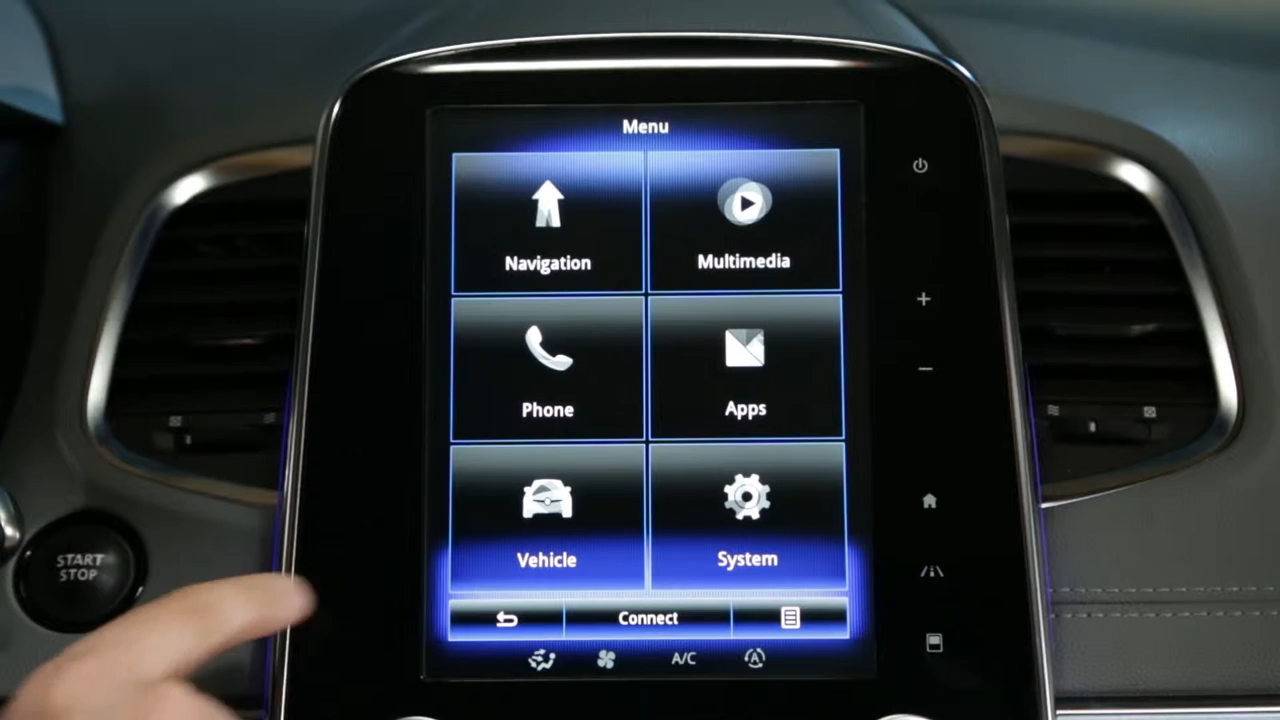 Menu
Navigation
Multimedia
Phone
Apps
Vehicle
System
Connect
A/C
A
START
STOP